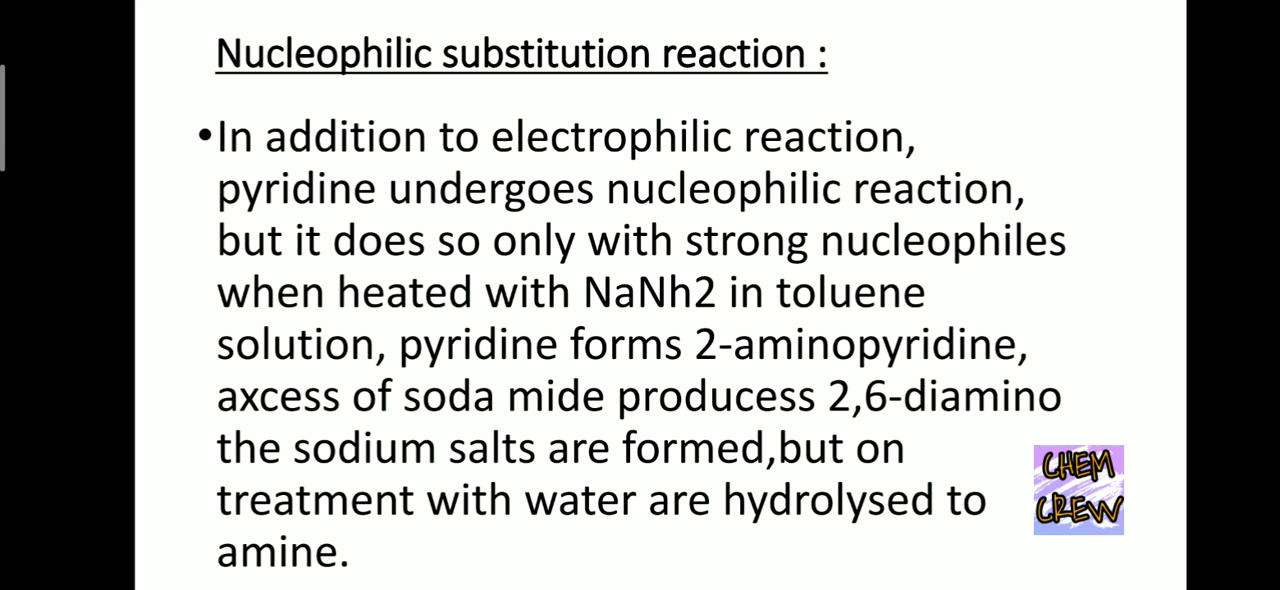 Nucleophilic substitution reaction :
•In addition to electrophilic reaction,
pyridine undergoes nucleophilic reaction,
but it does so only with strong nucleophiles
when heated with NaNh2 in toluene
solution, pyridine forms 2-aminopyridine,
axcess of soda mide producess 2,6-diamino
the sodium salts are formed,but on
treatment with water are hydrolysed to
amine.
CHEM
CREW